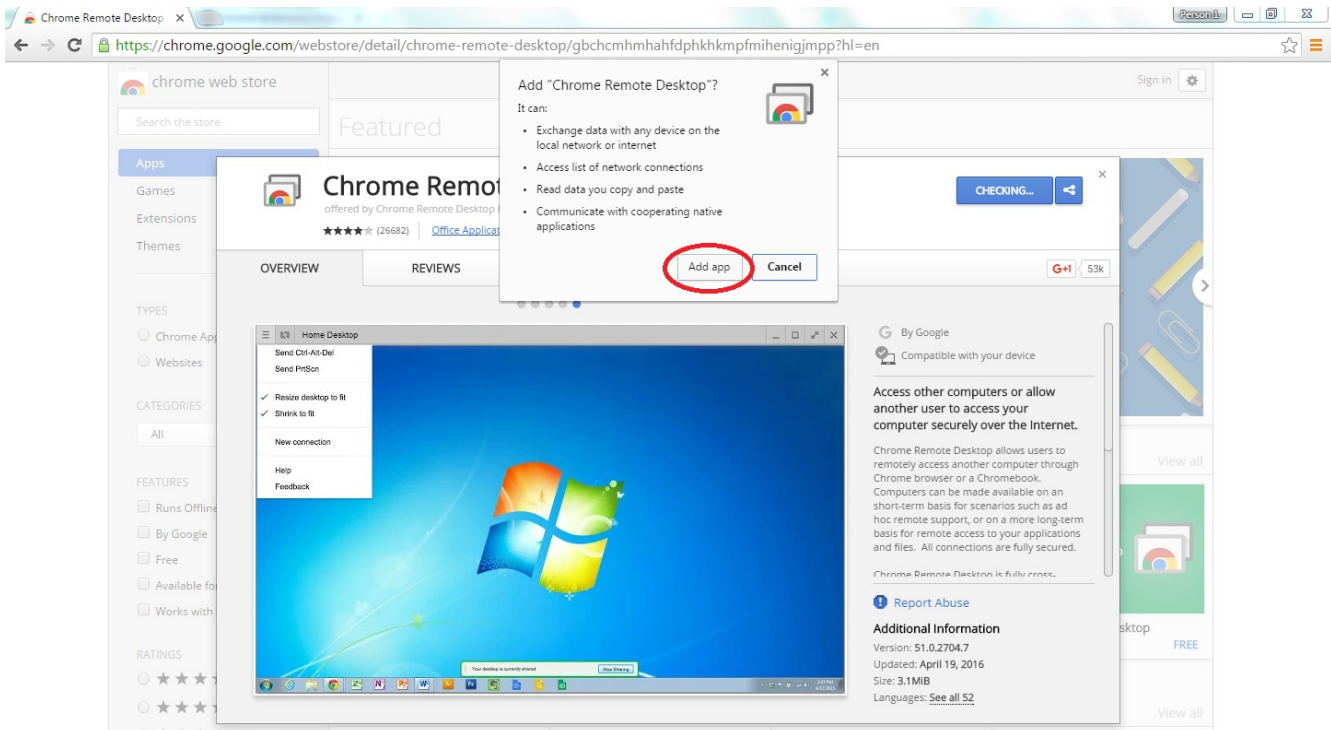 Chrome Remote Desktop
Person 1
https://chrome.google.com/webstore/detail/chrome-remote-desktop/gbchcmhmhahfdphkhkmpfmihenigjmpp?hl=en
chrome web store
Sign in
Search the store
Featured
Apps
Games
Extensions
Themes
TYPES
Chrome App
Websites
CATEGORIES
All
FEATURES
Runs Offline
By Google
Free
Available for
Works with
RATINGS
Add "Chrome Remote Desktop"?
It can:
• Exchange data with any device on the
local network or internet
• Access list of network connections
• Read data you copy and paste
• Communicate with cooperating native
applications
Add app
Cancel
Chrome Remot
offered by Chrome Remote Desktop
(26682) Office Applicat
CHECKING...
OVERVIEW
REVIEWS
G+1 53k
Home Desktop
Send Ctrl-Alt-Del
Send PrtScn
Resize desktop to fit
Shrink to fit
New connection
Help
Feedback
Your desktop is currently shared
Stop Sharing
By Google
Compatible with your device
Access other computers or allow
another user to access your
computer securely over the Internet.
Chrome Remote Desktop allows users to
remotely access another computer through
Chrome browser or a Chromebook.
Computers can be made available on an
short-term basis for scenarios such as ad
hoc remote support, or on a more long-term
basis for remote access to your applications
and files. All connections are fully secured.
Chrome Remote Desktop is fully cross-
Report Abuse
Additional Information
Version: 51.0.2704.7
Updated: April 19, 2016
Size: 3.1MiB
Languages: See all 52
View all
sktop
FREE
View all